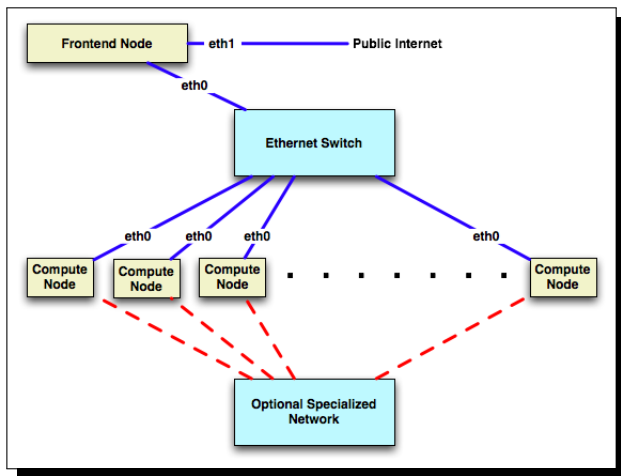 Frontend Node
eth1
Public Internet
eth0
Ethernet Switch
eth0
eth0
eth0
eth0
Compute
Node
Compute
Node
Compute
Node
Compute
Node
Optional Specialized
Network